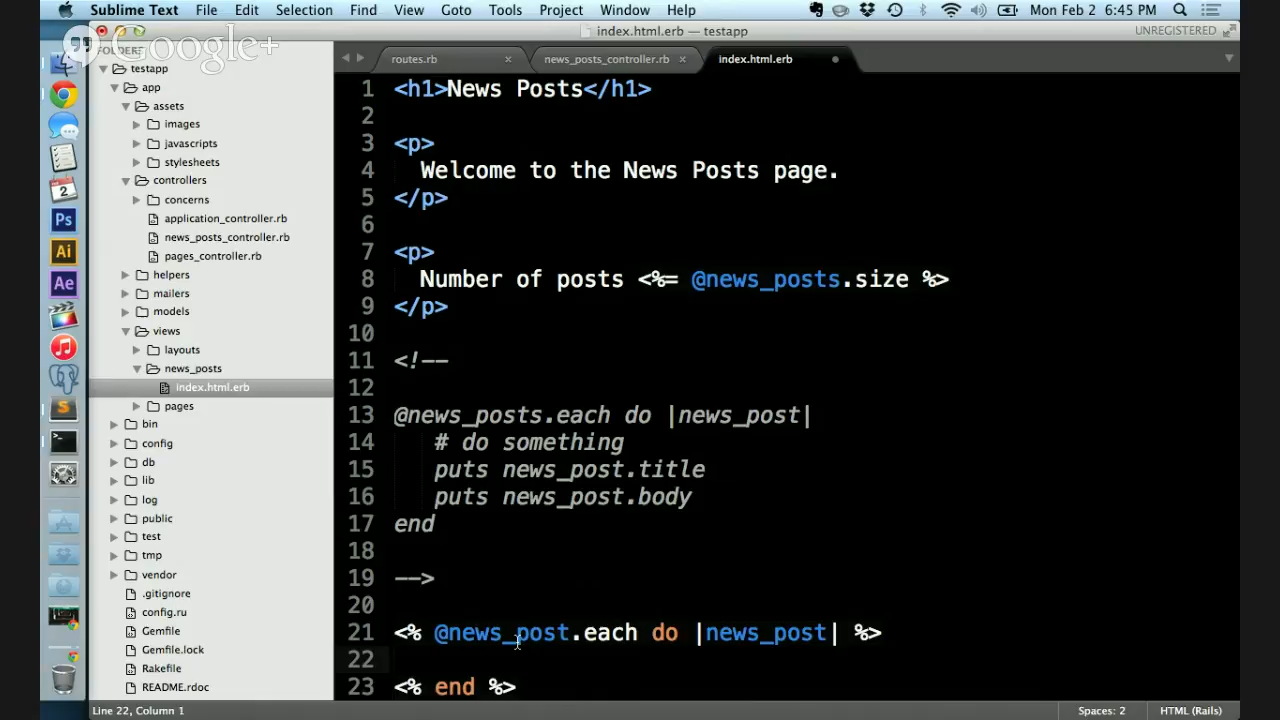 Sublime Text File Edit Selection Find View Goto Tools Project Window Help Mon Feb 2 6:45 PM
index.html.erb — testapp
UNREGISTERED
Google+
FOLDERS
testapp
app
assets
images
javascripts
stylesheets
controllers
concerns
application_controller.rb
news_posts_controller.rb
pages_controller.rb
helpers
mailers
models
views
layouts
news_posts
index.html.erb
pages
bin
config
db
lib
log
public
test
tmp
vendor
.gitignore
config.ru
Gemfile
Gemfile.lock
Rakefile
README.rdoc
2
Ps
Ai
Ae
routes.rb × news_posts_controller.rb × index.html.erb
1 <h1>News Posts</h1>
2
3 <p>
4 Welcome to the News Posts page.
5 </p>
6
7 <p>
8 Number of posts <%= @news_posts.size %>
9 </p>
10
11 <!--
12
13 @news_posts.each do |news_post|
14 # do something
15 puts news_post.title
16 puts news_post.body
17 end
18
19 -->
20
21 <% @news_post.each do |news_post| %>
22
23 <% end %>
Line 22, Column 1 Spaces: 2 HTML (Rails)